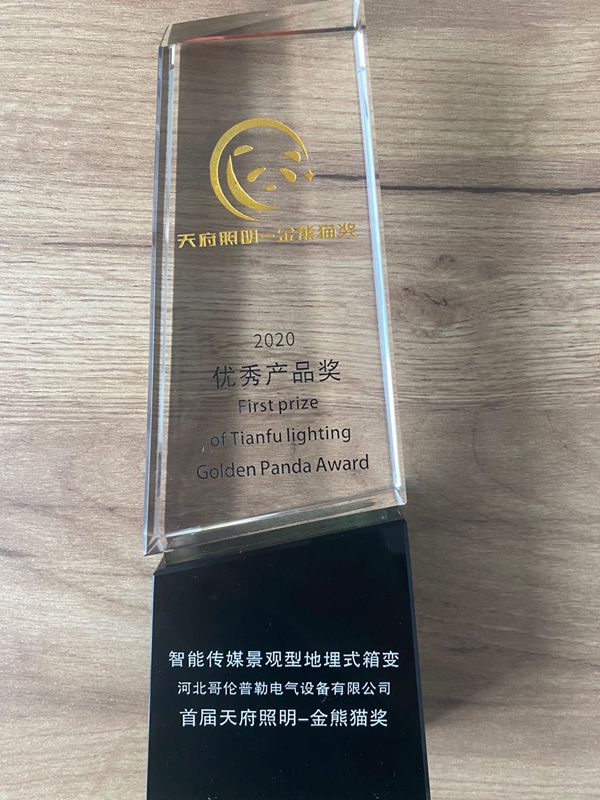 天府照明-金熊猫奖
2020
优秀产品奖
First prize
of Tianfu lighting
Golden Panda Award
智能传媒景观型地埋式箱变
河北哥伦普勒电气设备有限公司
首届天府照明-金熊猫奖